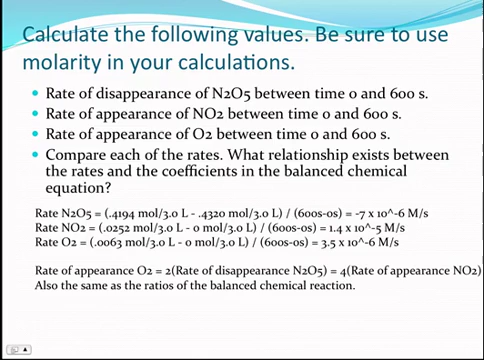 Calculate the following values. Be sure to use
molarity in your calculations.
Rate of disappearance of N2O5 between time 0 and 600 s.
Rate of appearance of NO2 between time 0 and 600 s.
Rate of appearance of O2 between time 0 and 600 s.
Compare each of the rates. What relationship exists between
the rates and the coefficients in the balanced chemical
equation?
Rate N2O5 = (.4194 mol/3.0 L - .4320 mol/3.0 L) / (600s-0s) = -7 x 10^-6 M/s
Rate NO2 = (.0252 mol/3.0 L - 0 mol/3.0 L) / (600s-0s) = 1.4 x 10^-5 M/s
Rate O2 = (.0063 mol/3.0 L - 0 mol/3.0 L) / (600s-0s) = 3.5 x 10^-6 M/s
Rate of appearance O2 = 2(Rate of disappearance N2O5) = 4(Rate of appearance NO2)
Also the same as the ratios of the balanced chemical reaction.